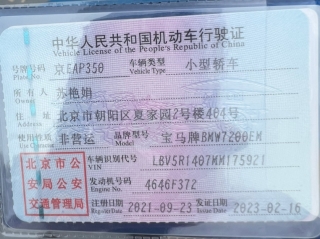 中华人民共和国机动车行驶证
Vehicle License of the People's Republic of China
号牌号码 京EAP350 车辆类型 小型轿车
Plate No. Vehicle Type
所有人 苏艳娟
住址 北京市朝阳区夏家园2号楼404号
使用性质 非营运 品牌型号 宝马牌BMW7200EM
北京市公安局公安交通管理局
车辆识别代号 LBV5R1407MM175921
VIN
发动机号码 4646F372
Engine No.
注册日期 2021-09-23 发证日期 2023-02-16
Register Date Issue Date